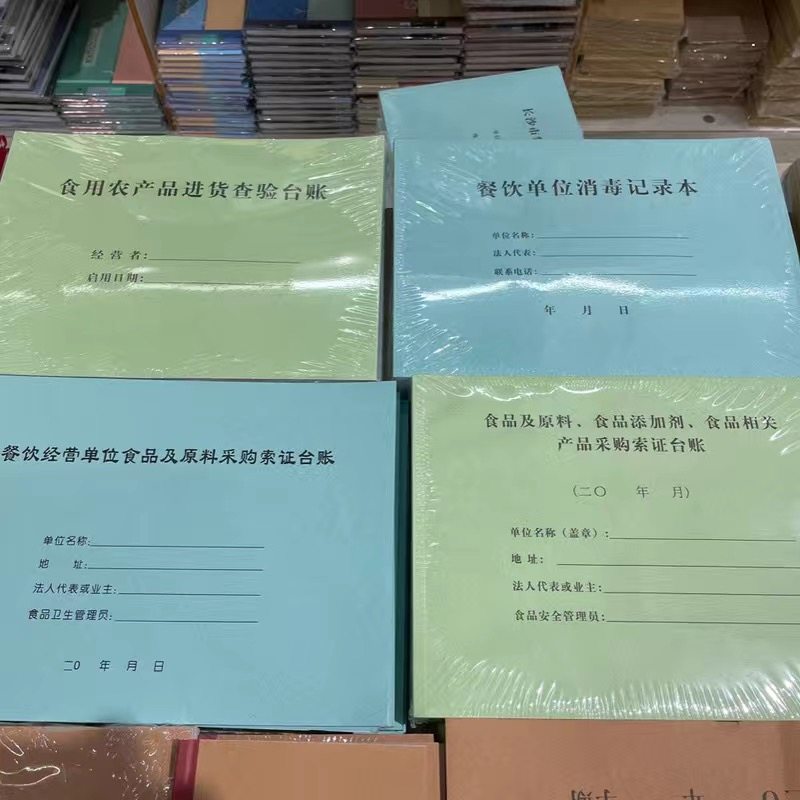 长沙市
食用农产品进货查验台账
经营者:
启用日期:
餐饮单位消毒记录本
单位名称:
法人代表:
联系电话:
年 月 日
餐饮经营单位食品及原料采购索证台账
单位名称:
地 址:
法人代表或业主:
食品卫生管理员:
二0 年 月 日
食品及原料、食品添加剂、食品相关
产品采购索证台账
(二〇 年 月)
单位名称(盖章):
地 址:
法人代表或业主:
食品安全管理员: